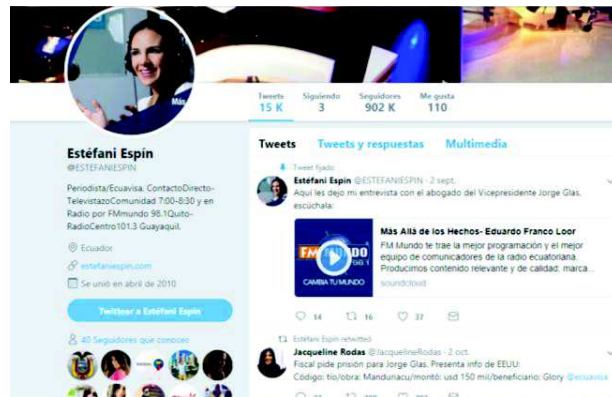 Más
Tweets Siguiendo Seguidores Me gusta
15 K 3 902 K 110
Estéfani Espín
@ESTEFANIESPIN
Periodista/Ecuavisa. ContactoDirecto-
TelevistazoComunidad 7:00-8:30 y en
Radio por FMmundo 98.1Quito-
RadioCentro101.3 Guayaquil.
Ecuador
estefaniespin.com
Se unió en abril de 2010
Twittear a Estéfani Espín
40 Seguidores que conoces
Tweets Tweets y respuestas Multimedia
Tweet fijado
Estéfani Espín @ESTEFANIESPIN · 2 sept.
Aquí les dejo mi entrevista con el abogado del Vicepresidente Jorge Glas,
escúchala:
FM MUNDO
98.1
CAMBIA TU MUNDO
Más Allá de los Hechos- Eduardo Franco Loor
FM Mundo te trae la mejor programación y el mejor
equipo de comunicadores de la radio ecuatoriana.
Producimos contenido relevante y de calidad, marca...
soundcloud
14 16 37
Estéfani Espín retwitted
Jacqueline Rodas @JacquelineRodas · 2 oct.
Fiscal pide prisión para Jorge Glas. Presenta info de EEUU:
Código: tío/obra: Manduriacu/montó: usd 150 mil/beneficiario: Glory @ecuavisa